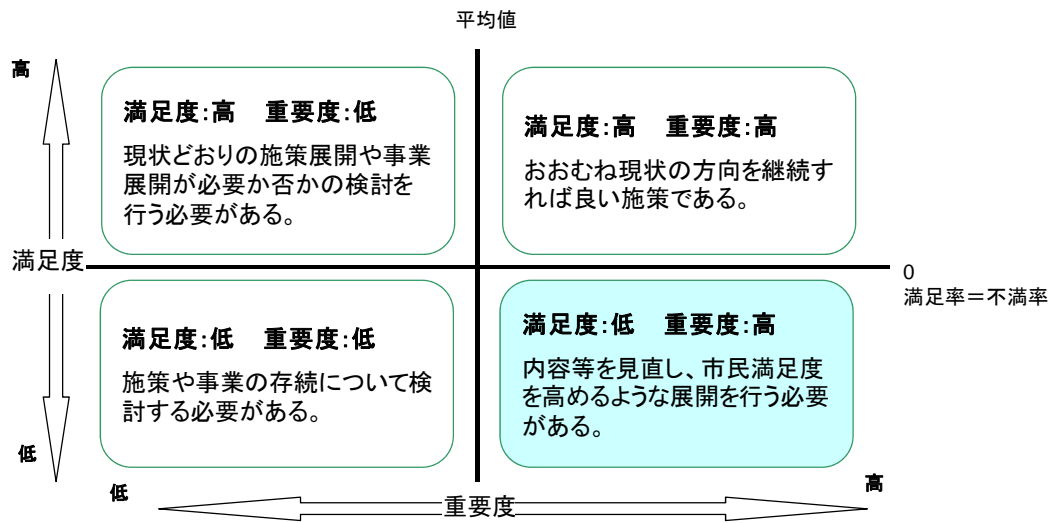 平均値
高
満足度:高　重要度:低
現状どおりの施策展開や事業
展開が必要か否かの検討を
行う必要がある。
満足度:高　重要度:高
おおむね現状の方向を継続す
れば良い施策である。
満足度
0
満足率＝不満率
満足度:低　重要度:低
施策や事業の存続について検
討する必要がある。
満足度:低　重要度:高
内容等を見直し、市民満足度
を高めるような展開を行う必要
がある。
低
低
重要度
高